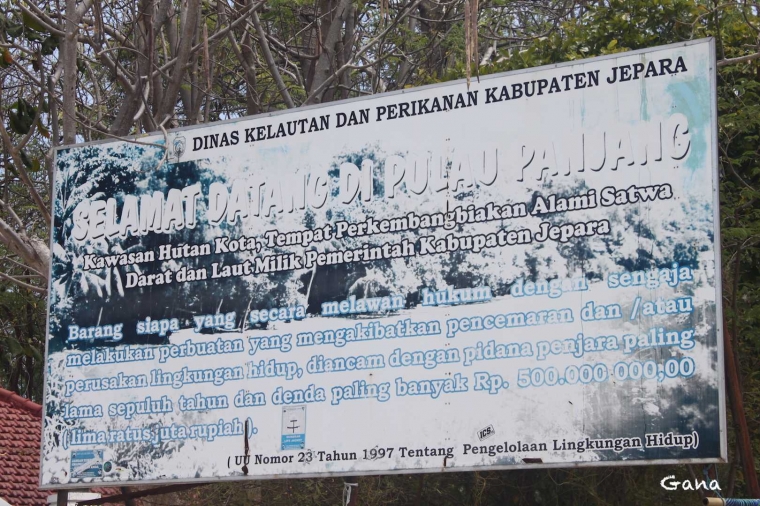 DINAS KELAUTAN DAN PERIKANAN KABUPATEN JEPARA
SELAMAT DATANG DI PULAU PANJANG
Kawasan Hutan Kota, Tempat Perkembangbiakan Alami Satwa
Darat dan Laut Milik Pemerintah Kabupaten Jepara
Barang siapa yang secara melawan hukum dengan sengaja
melakukan perbuatan yang mengakibatkan pencemaran dan /atau
perusakan lingkungan hidup, diancam dengan pidana penjara paling
lama sepuluh tahun dan denda paling banyak Rp. 500.000.000,00
( lima ratus juta rupiah ).
ICS
( UU Nomor 23 Tahun 1997 Tentang Pengelolaan Lingkungan Hidup)
Gana